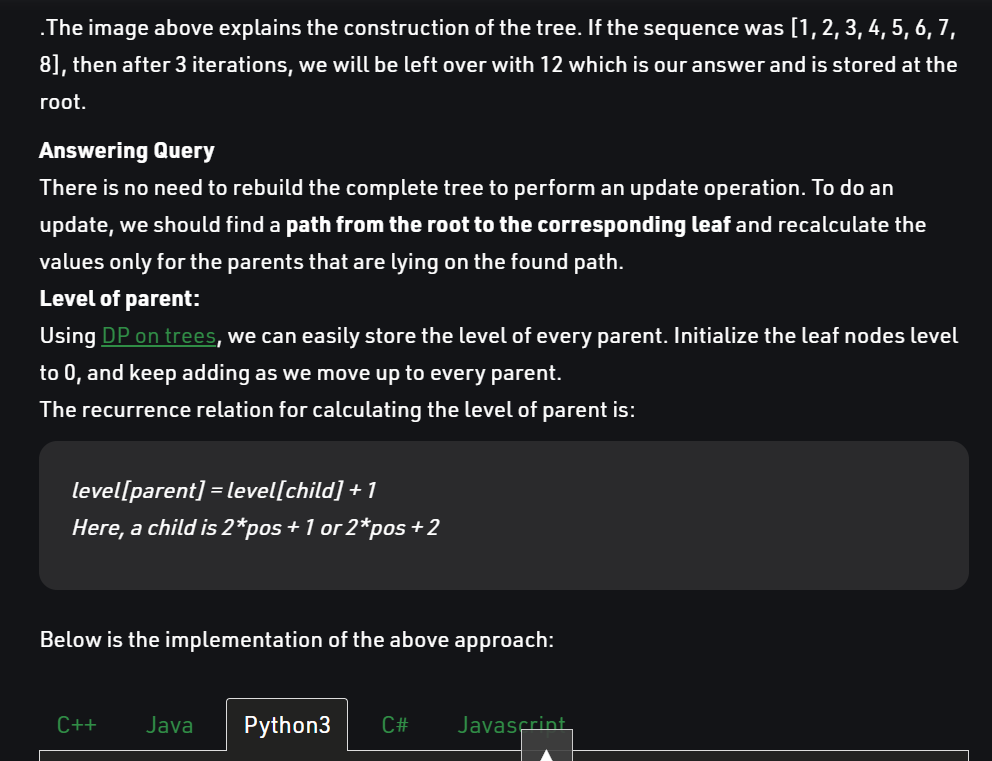 .The image above explains the construction of the tree. If the sequence was [1, 2, 3, 4, 5, 6, 7,
8], then after 3 iterations, we will be left over with 12 which is our answer and is stored at the
root.
Answering Query
There is no need to rebuild the complete tree to perform an update operation. To do an
update, we should find a path from the root to the corresponding leaf and recalculate the
values only for the parents that are lying on the found path.
Level of parent:
Using DP on trees, we can easily store the level of every parent. Initialize the leaf nodes level
to 0, and keep adding as we move up to every parent.
The recurrence relation for calculating the level of parent is:
level[parent] = level[child] + 1
Here, a child is 2*pos + 1 or 2*pos + 2
Below is the implementation of the above approach:
C++ Java Python3 C# Javascript